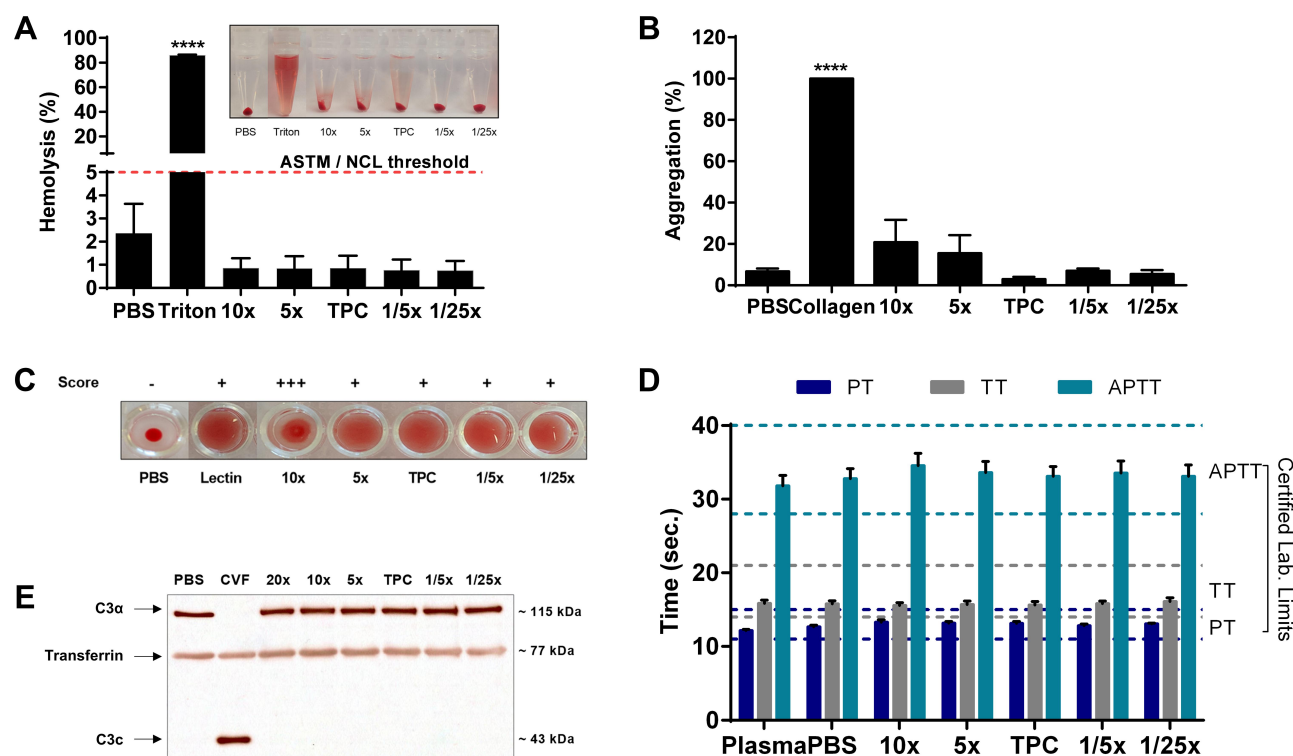 A
Hemolysis (%)
100
80
60
40
20
5
4
3
2
1
0
****
ASTM / NCL threshold
PBS Triton 10x 5x TPC 1/5x 1/25x
PBS Triton 10x 5x TPC 1/5x 1/25x
B
Aggregation (%)
120
100
80
60
40
20
0
****
PBS Collagen 10x 5x TPC 1/5x 1/25x
C
Score - + +++ + + + +
PBS Lectin 10x 5x TPC 1/5x 1/25x
D
PT TT APTT
Time (sec.)
40
30
20
10
0
APTT
TT
PT
Certified Lab. Limits
Plasma PBS 10x 5x TPC 1/5x 1/25x
E
PBS CVF 20x 10x 5x TPC 1/5x 1/25x
C3α ~ 115 kDa
Transferrin ~ 77 kDa
C3c ~ 43 kDa